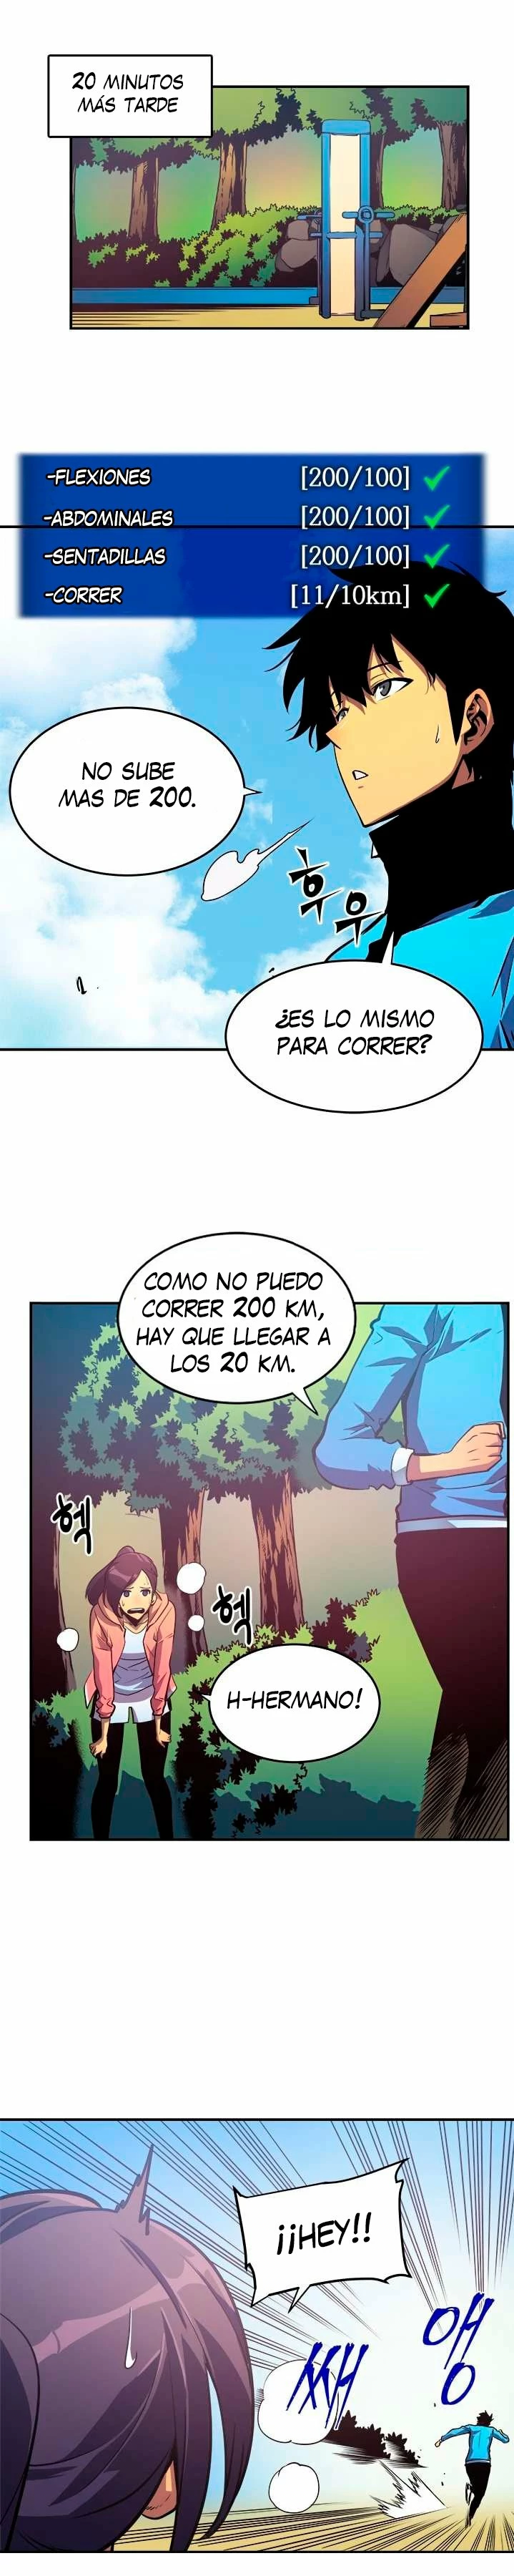 20 MINUTOS
MÁS TARDE
-FLEXIONES [200/100] ✓
-ABDOMINALES [200/100] ✓
-SENTADILLAS [200/100] ✓
-CORRER [11/10km] ✓
NO SUBE
MAS DE 200.
후우
¿ES LO MISMO
PARA CORRER?
COMO NO PUEDO
CORRER 200 KM,
HAY QUE LLEGAR A
LOS 20 KM.
헥
헥
H-HERMANO!
¡¡HEY!!
쌔애